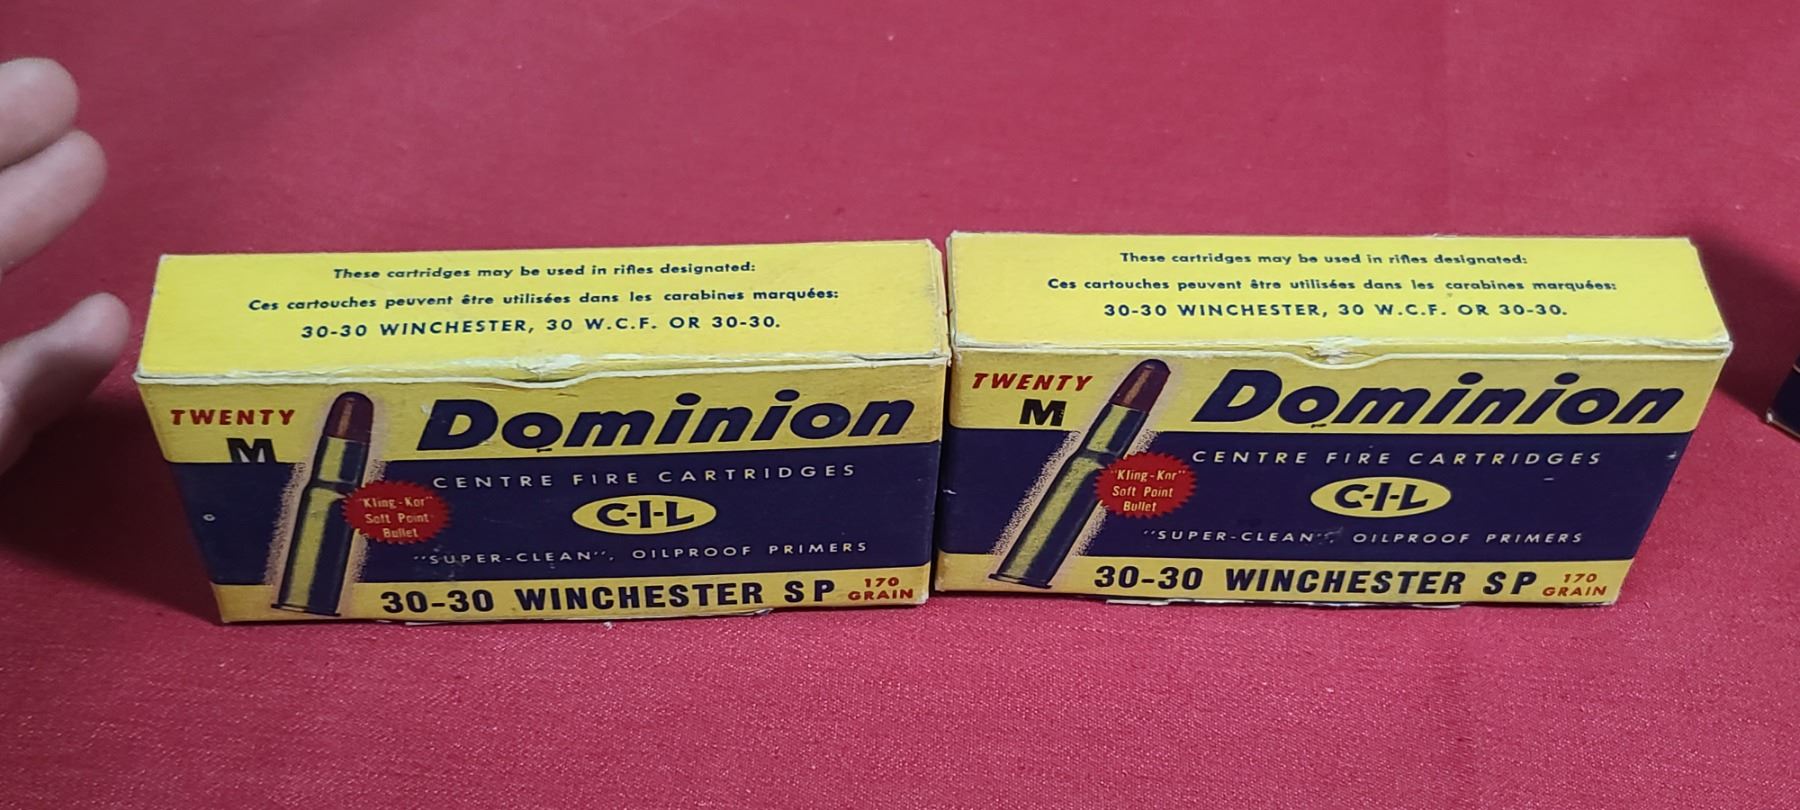 These cartridges may be used in rifles designated:
Ces cartouches peuvent être utilisées dans les carabines marquées:
30-30 WINCHESTER, 30 W.C.F. OR 30-30.
TWENTY
M
Dominion
CENTRE FIRE CARTRIDGES
"Kling-Kor"
Soft Point
Bullet
C-I-L
"SUPER-CLEAN", OILPROOF PRIMERS
30-30 WINCHESTER SP
170
GRAIN
These cartridges may be used in rifles designated:
Ces cartouches peuvent être utilisées dans les carabines marquées:
30-30 WINCHESTER, 30 W.C.F. OR 30-30.
TWENTY
M
Dominion
CENTRE FIRE CARTRIDGES
"Kling-Kor"
Soft Point
Bullet
C-I-L
"SUPER-CLEAN", OILPROOF PRIMERS
30-30 WINCHESTER SP
170
GRAIN